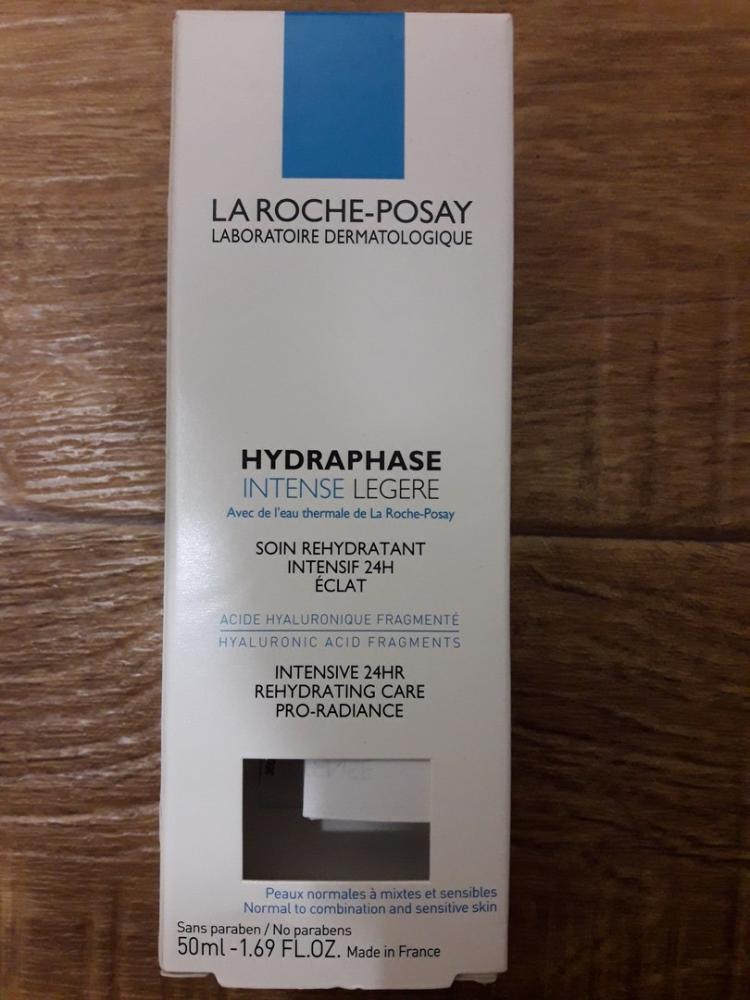 LA ROCHE-POSAY
LABORATOIRE DERMATOLOGIQUE
HYDRAPHASE
INTENSE LEGERE
Avec de l'eau thermale de La Roche-Posay
SOIN REHYDRATANT
INTENSIF 24H
ÉCLAT
ACIDE HYALURONIQUE FRAGMENTÉ
HYALURONIC ACID FRAGMENTS
INTENSIVE 24HR
REHYDRATING CARE
PRO-RADIANCE
Peaux normales à mixtes et sensibles
Normal to combination and sensitive skin
Sans paraben / No parabens
50ml - 1.69 FL.OZ. Made in France